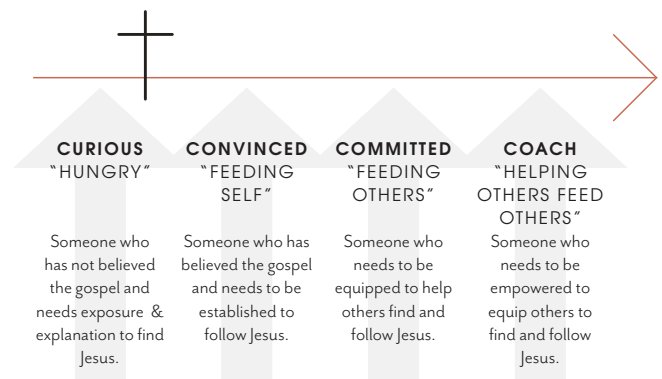 CURIOUS
“HUNGRY”
Someone who
has not believed
the gospel and
needs exposure &
explanation to find
Jesus.
CONVINCED
“FEEDING
SELF”
Someone who has
believed the gospel
and needs to be
established to
follow Jesus.
COMMITTED
“FEEDING
OTHERS”
Someone who
needs to be
equipped to help
others find and
follow Jesus.
COACH
“HELPING
OTHERS FEED
OTHERS”
Someone who
needs to be
empowered to
equip others to
find and follow
Jesus.